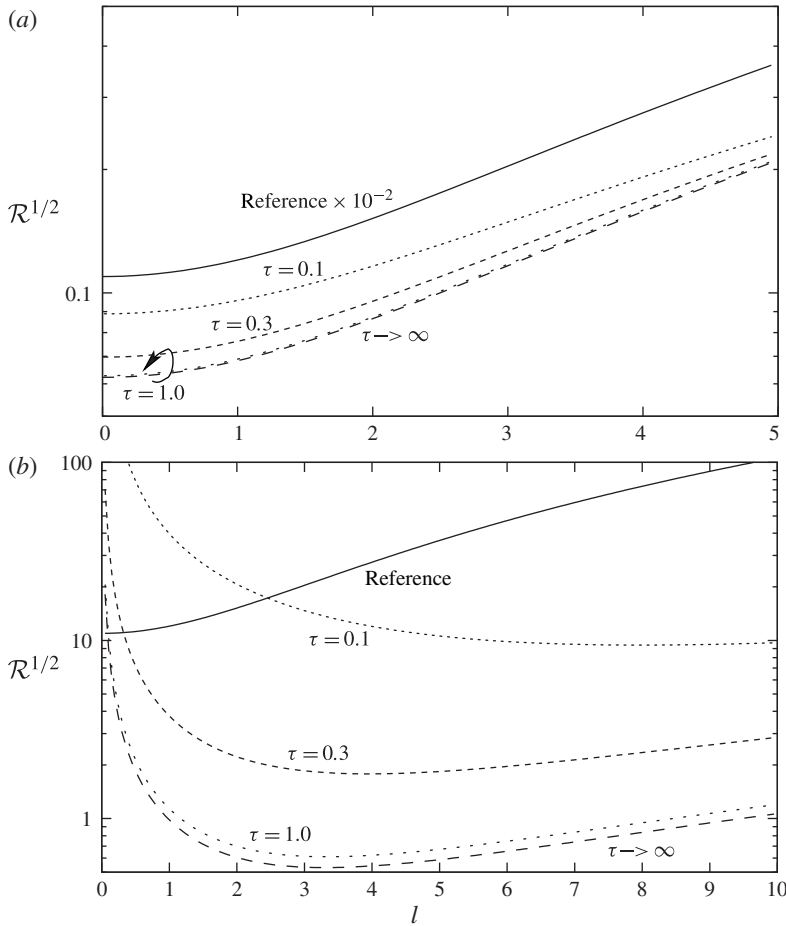 (a)
Reference × 10⁻²
ℛ^{1/2}
τ = 0.1
0.1
τ = 0.3
τ −> ∞
τ = 1.0
0 1 2 3 4 5
(b)
100
Reference
10
τ = 0.1
ℛ^{1/2}
τ = 0.3
1
τ = 1.0
τ −> ∞
0 1 2 3 4 5 6 7 8 9 10
l